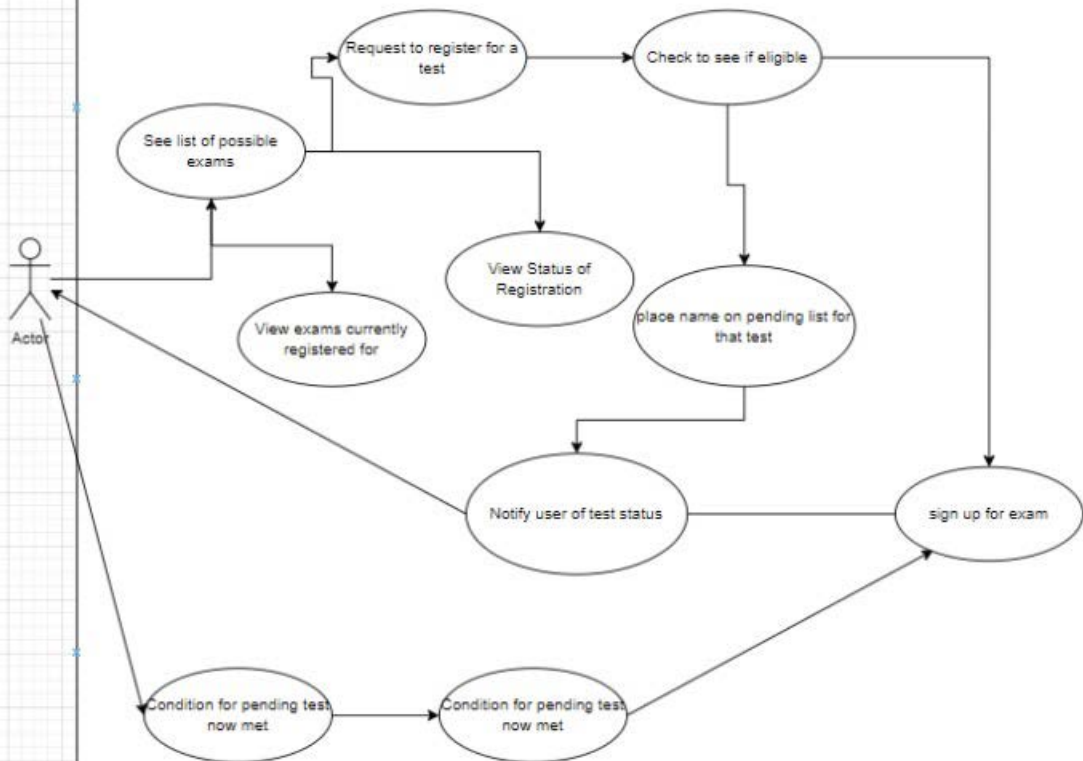 Request to register for a
test
Check to see if eligible
See list of possible
exams
View Status of
Registration
View exams currently
registered for
place name on pending list for
that test
Actor
Notify user of test status
sign up for exam
Condition for pending test
now met
Condition for pending test
now met